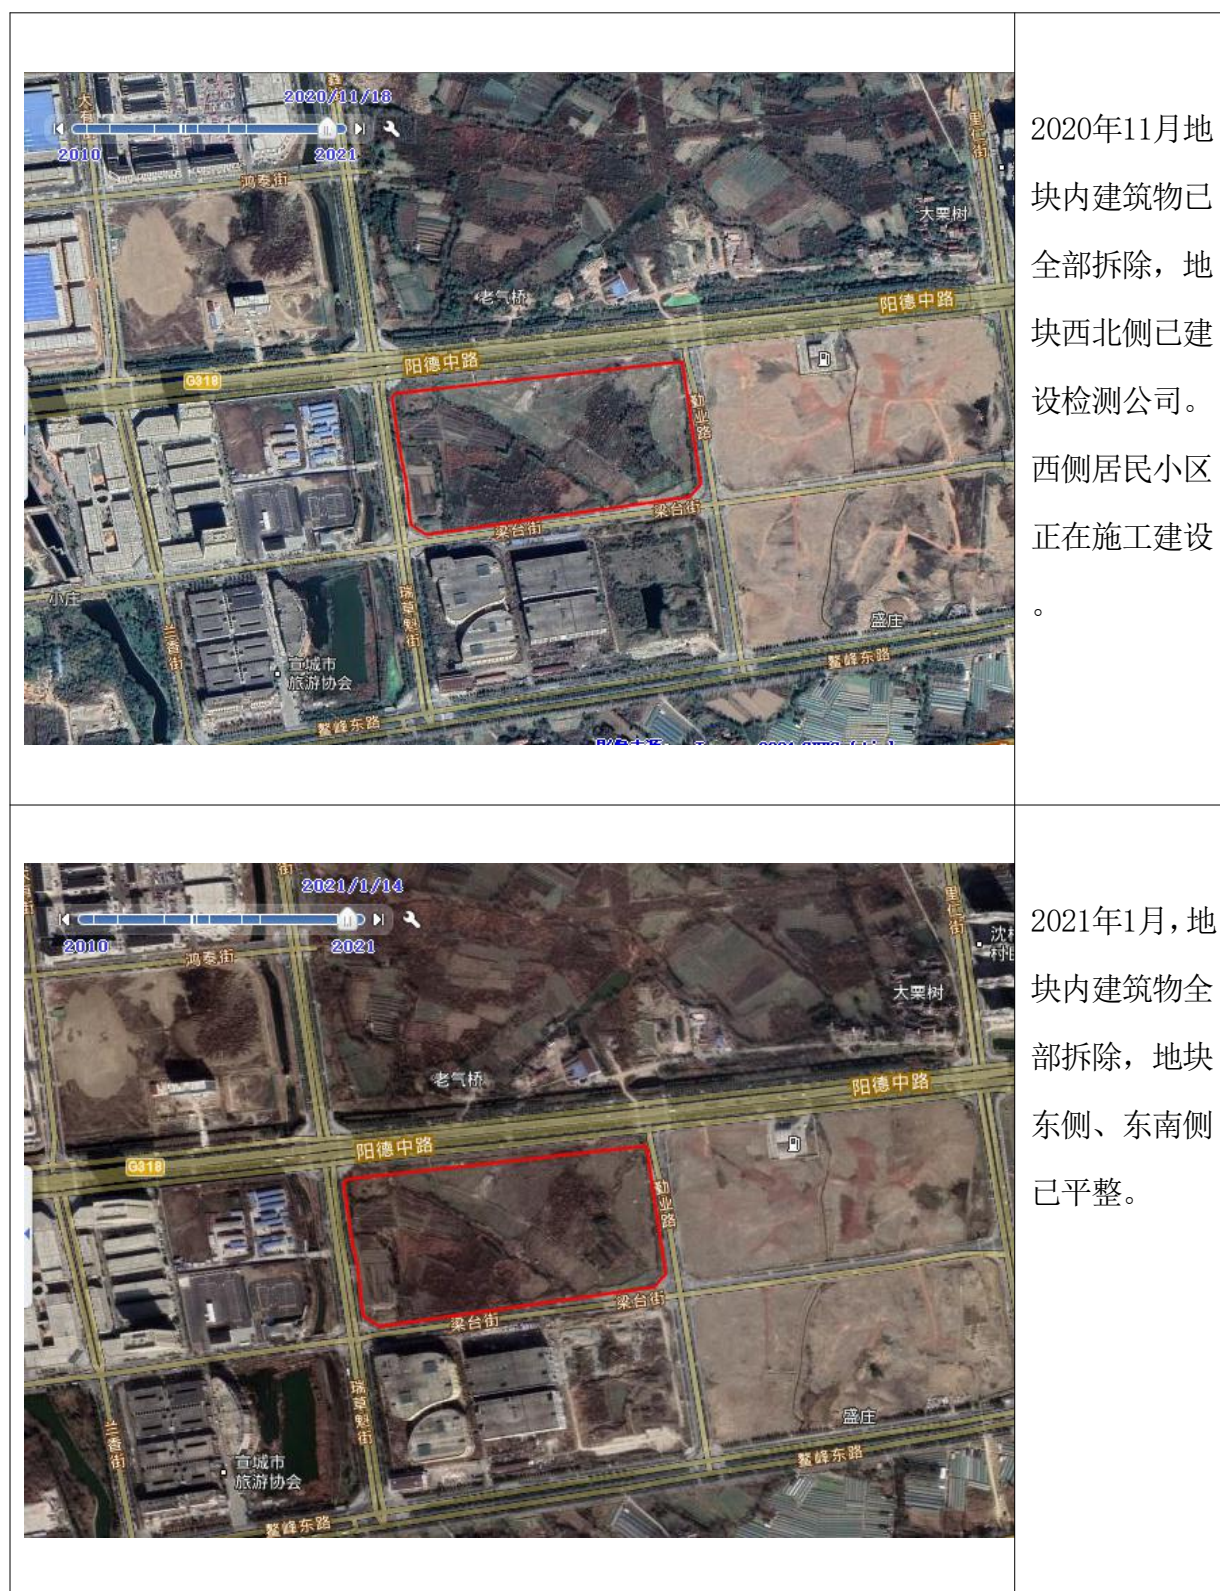 2020/11/18
2010
2021
鸿泰街
里仁街
大栗树
老气桥
阳德中路
阳德中路
G318
勤业路
梁台街
梁台街
小庄
兰香街
瑞草魁街
宣城市
旅游协会
盛庄
鳌峰东路
鳌峰东路
2020年11月地
块内建筑物已
全部拆除，地
块西北侧已建
设检测公司。
西侧居民小区
正在施工建设
。
街
2021/1/14
2010
2021
鸿泰街
里仁街
大栗树
老气桥
阳德中路
阳德中路
G318
勤业路
梁台街
梁台街
兰香街
瑞草魁街
宣城市
旅游协会
盛庄
鳌峰东路
鳌峰东路
2021年1月，地
块内建筑物全
部拆除，地块
东侧、东南侧
已平整。